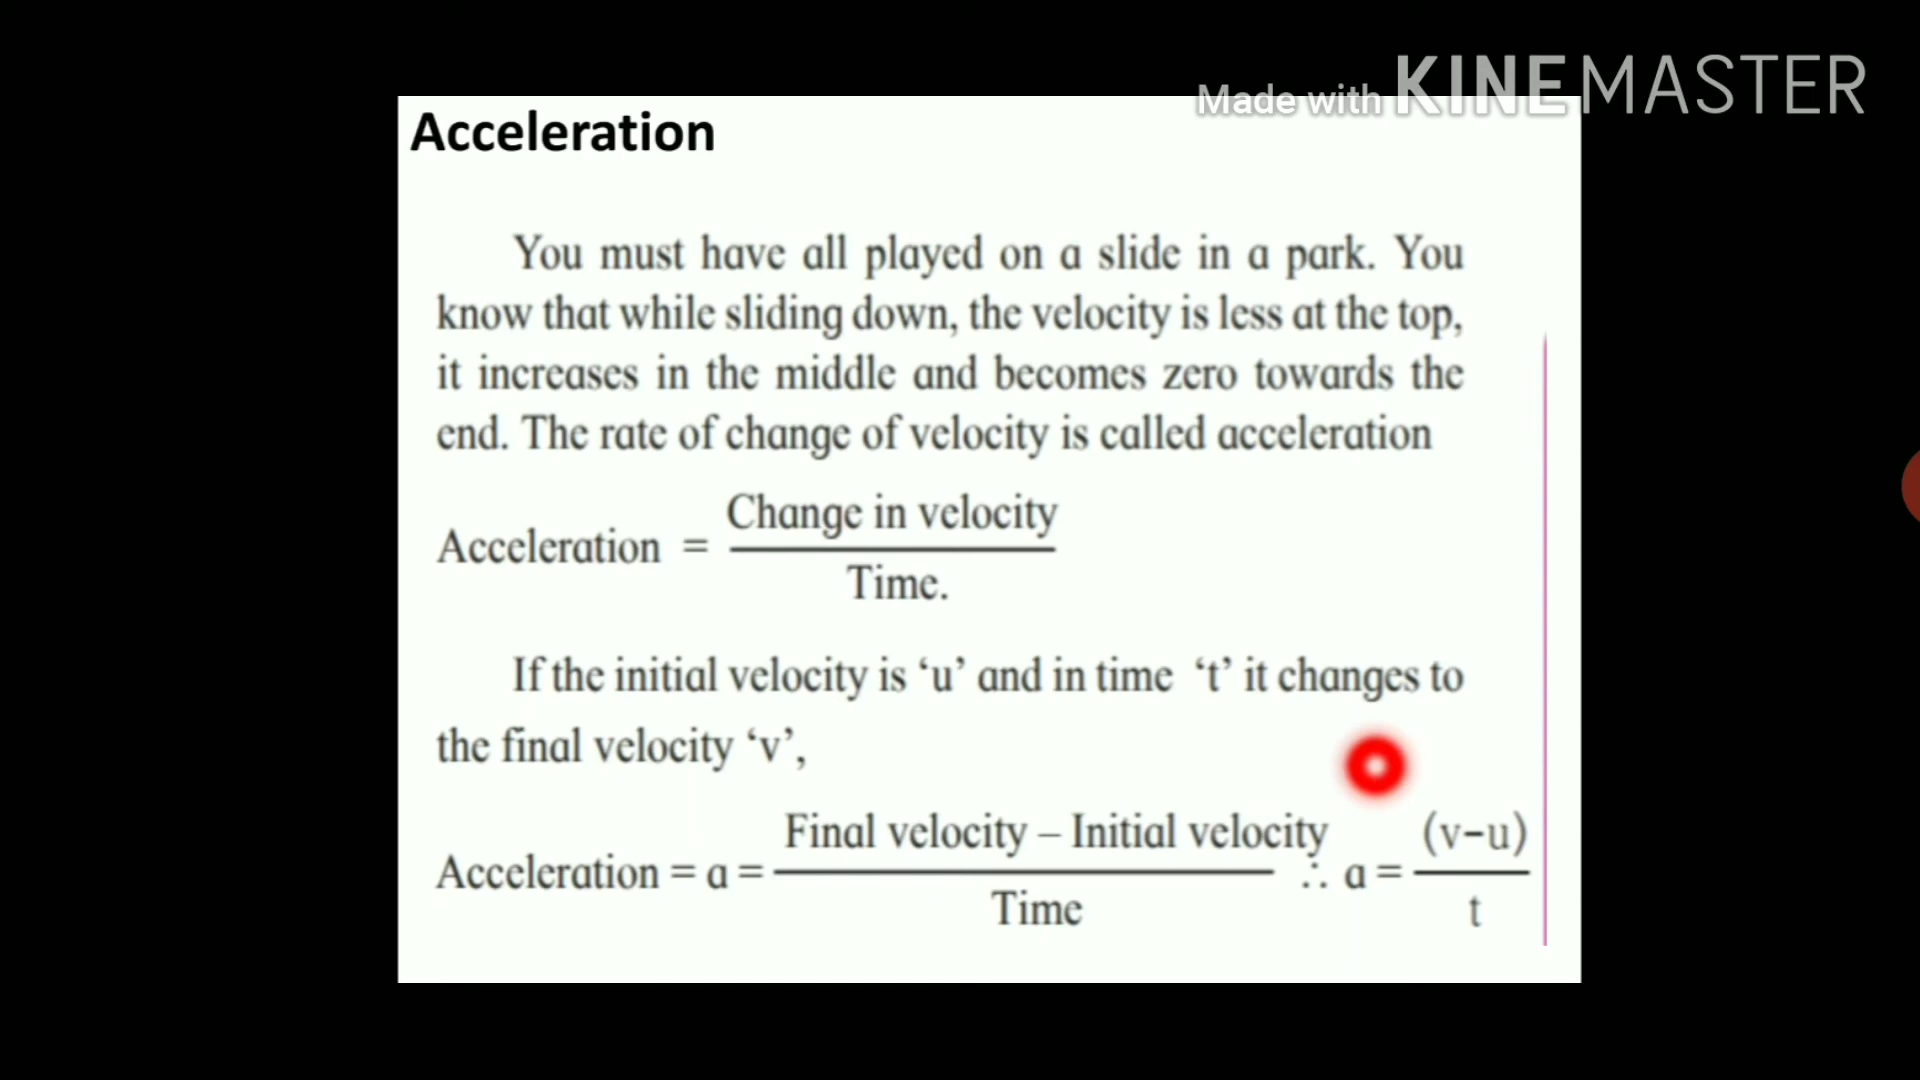 Made with KINEMASTER
Acceleration
You must have all played on a slide in a park. You
know that while sliding down, the velocity is less at the top,
it increases in the middle and becomes zero towards the
end. The rate of change of velocity is called acceleration
Change in velocity
Acceleration =
Time.
If the initial velocity is ‘u’ and in time ‘t’ it changes to
the final velocity ‘v’,
Final velocity – Initial velocity (v–u)
Acceleration = a = ∴ a =
Time t